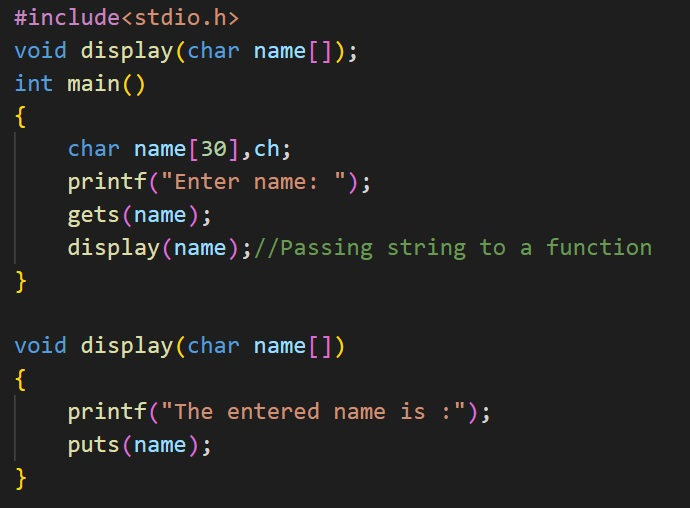 #include<stdio.h>
void display(char name[]);
int main()
{
    char name[30],ch;
    printf("Enter name: ");
    gets(name);
    display(name);//Passing string to a function
}

void display(char name[])
{
    printf("The entered name is :");
    puts(name);
}